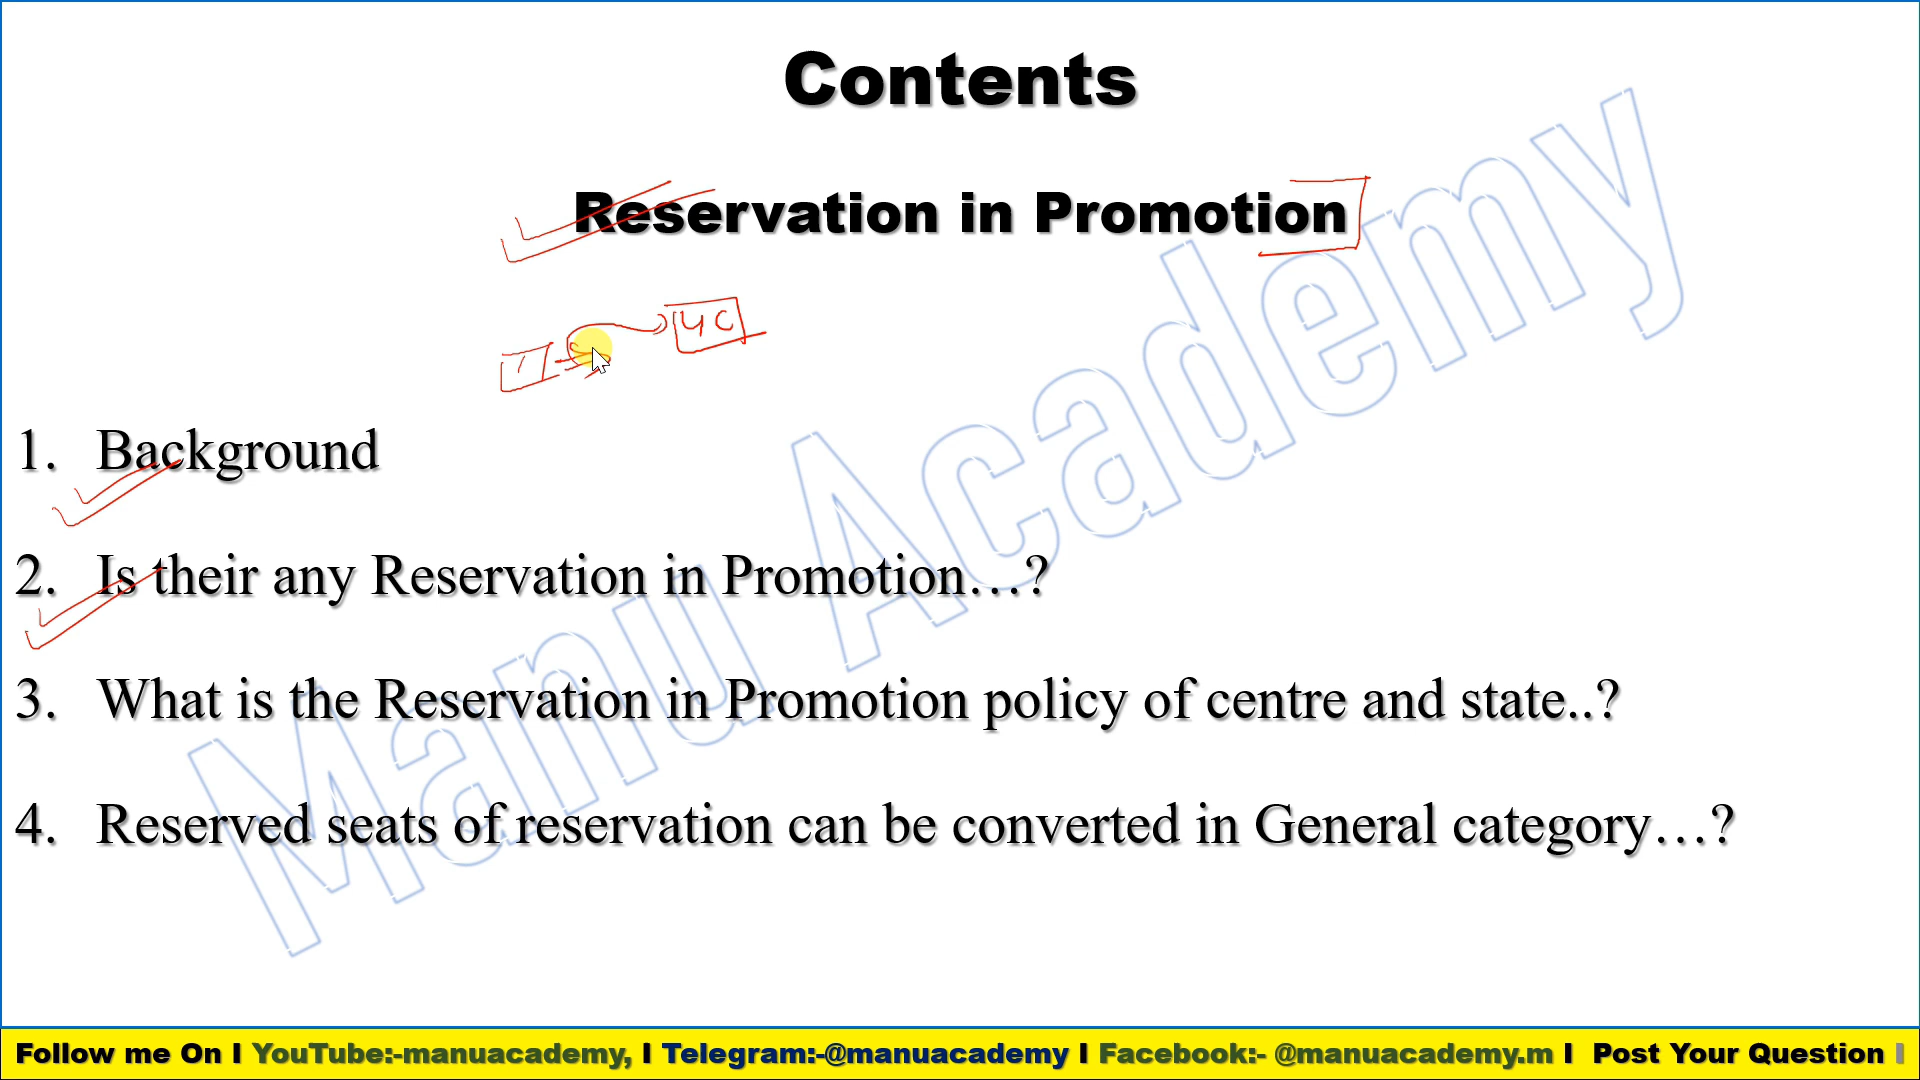 Contents
Reservation in Promotion
UC
1. Background
2. Is their any Reservation in Promotion…?
3. What is the Reservation in Promotion policy of centre and state..?
4. Reserved seats of reservation can be converted in General category…?
Manu Academy
Follow me On I YouTube:-manuacademy, I Telegram:-@manuacademy I Facebook:- @manuacademy.m I Post Your Question I